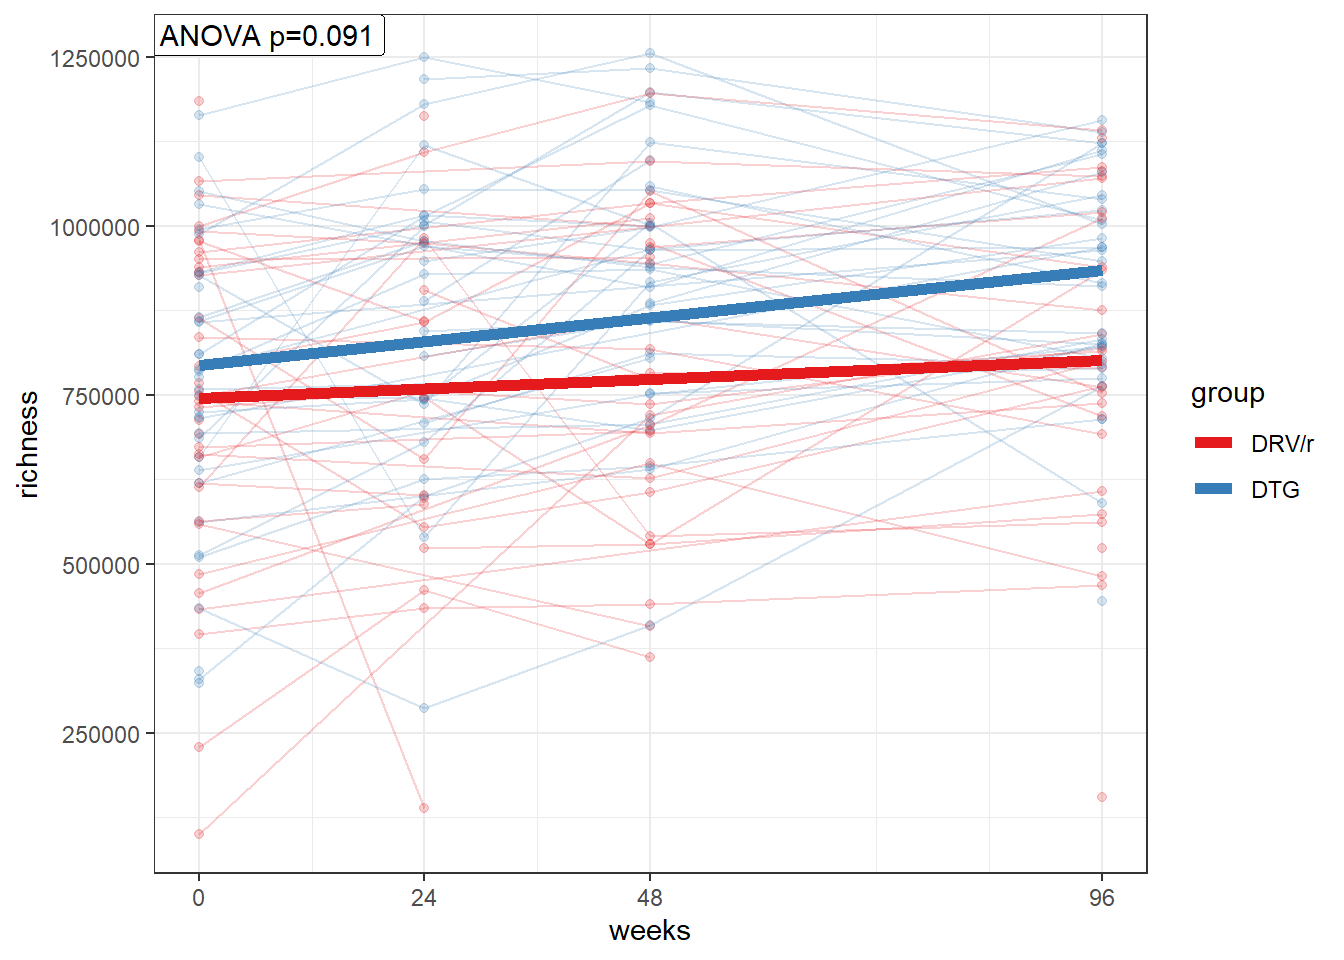 ANOVA p=0.091
1250000
1000000
750000
500000
250000
richness
0 24 48 96
weeks
group
DRV/r
DTG